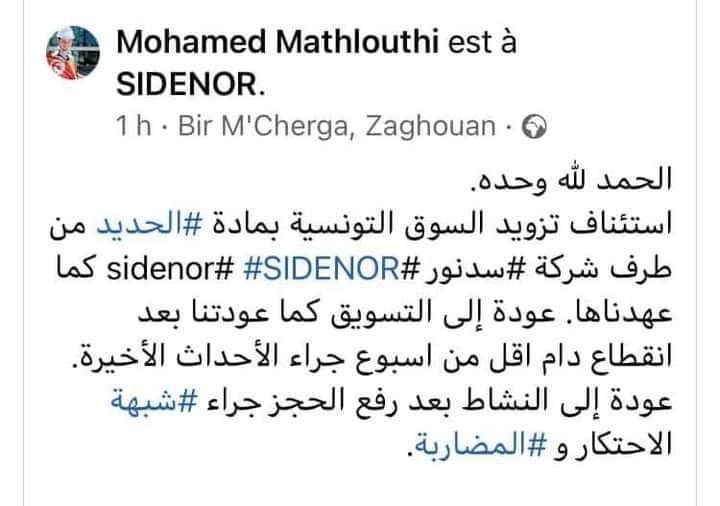 Mohamed Mathlouthi est à
SIDENOR.
1 h · Bir M'Cherga, Zaghouan ·
الحمد لله وحده.
استئناف تزويد السوق التونسية بمادة #الحديد من
طرف شركة #سدنور #SIDENOR #sidenor كما
عهدناها. عودة إلى التسويق كما عودتنا بعد
انقطاع دام اقل من اسبوع جراء الأحداث الأخيرة.
عودة إلى النشاط بعد رفع الحجز جراء #شبهة
الاحتكار و #المضاربة.